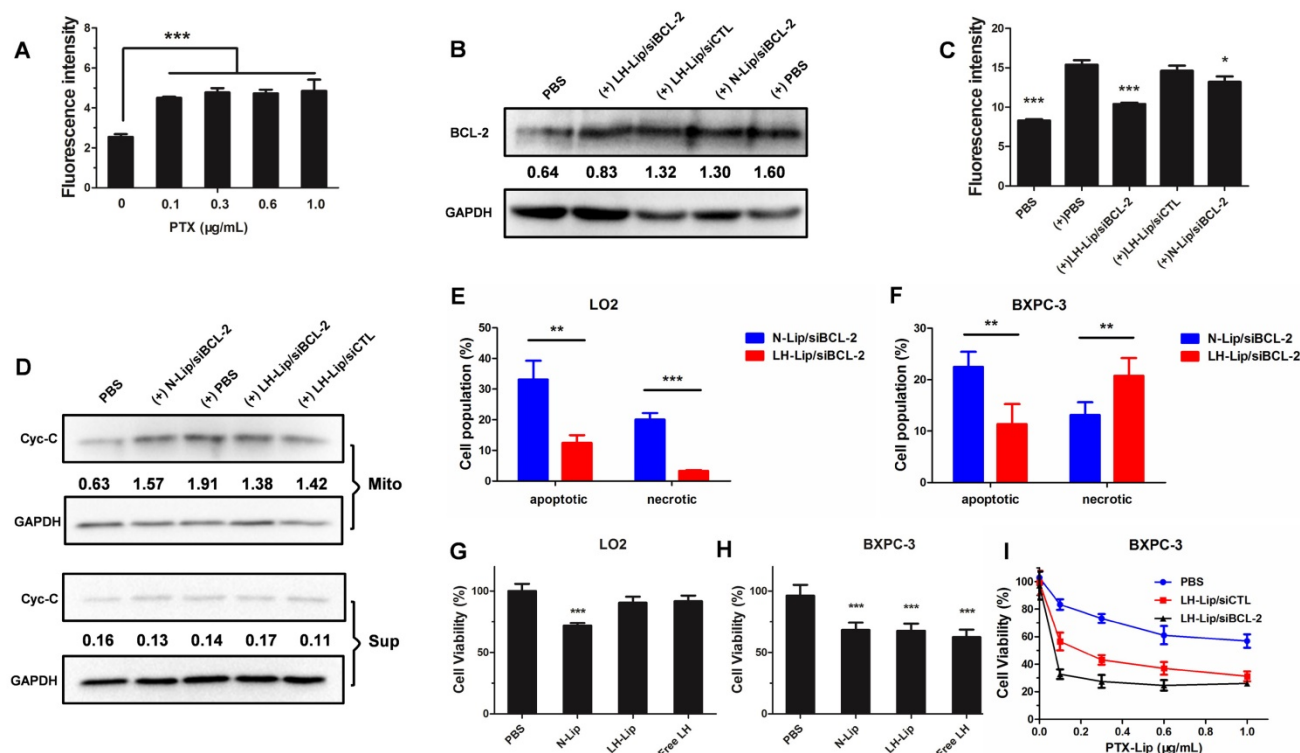 A
Fluorescence intensity
8
6
4
2
0
***
0 0.1 0.3 0.6 1.0
PTX (µg/mL)
B
PBS
(+) LH-Lip/siBCL-2
(+) LH-Lip/siCTL
(+) N-Lip/siBCL-2
(+) PBS
BCL-2
0.64 0.83 1.32 1.30 1.60
GAPDH
C
Fluorescence intensity
20
15
10
5
0
*** *** *
PBS
(+)PBS
(+)LH-Lip/siBCL-2
(+)LH-Lip/siCTL
(+)N-Lip/siBCL-2
D
PBS
(+) N-Lip/siBCL-2
(+) PBS
(+) LH-Lip/siBCL-2
(+) LH-Lip/siCTL
Cyc-C
0.63 1.57 1.91 1.38 1.42
Mito
GAPDH
Cyc-C
0.16 0.13 0.14 0.17 0.11
Sup
GAPDH
E
LO2
Cell population (%)
50
40
30
20
10
0
** ***
apoptotic necrotic
N-Lip/siBCL-2
LH-Lip/siBCL-2
F
BXPC-3
Cell population (%)
30
20
10
0
** **
apoptotic necrotic
N-Lip/siBCL-2
LH-Lip/siBCL-2
G
LO2
Cell Viability (%)
100
50
0
***
PBS
N-Lip
LH-Lip
Free LH
H
BXPC-3
Cell Viability (%)
100
50
0
*** *** ***
PBS
N-Lip
LH-Lip
Free LH
I
BXPC-3
Cell Viability (%)
100
80
60
40
20
0
PBS
LH-Lip/siCTL
LH-Lip/siBCL-2
0.0 0.2 0.4 0.6 0.8 1.0
PTX-Lip (µg/mL)